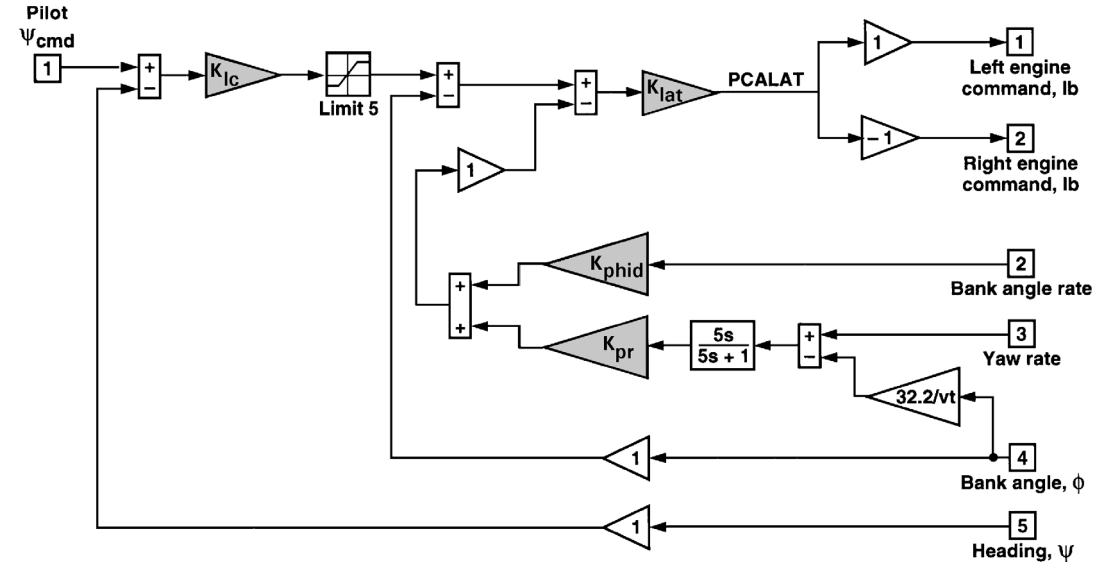 Pilot
ψcmd
1
+
−
Klc
Limit 5
+
−
+
−
Klat
PCALAT
1
1
Left engine
command, lb
− 1
2
Right engine
command, lb
1
Kphid
2
Bank angle rate
+
+
Kpr
5s
5s + 1
+
−
3
Yaw rate
32.2/vt
1
4
Bank angle, ϕ
1
5
Heading, ψ